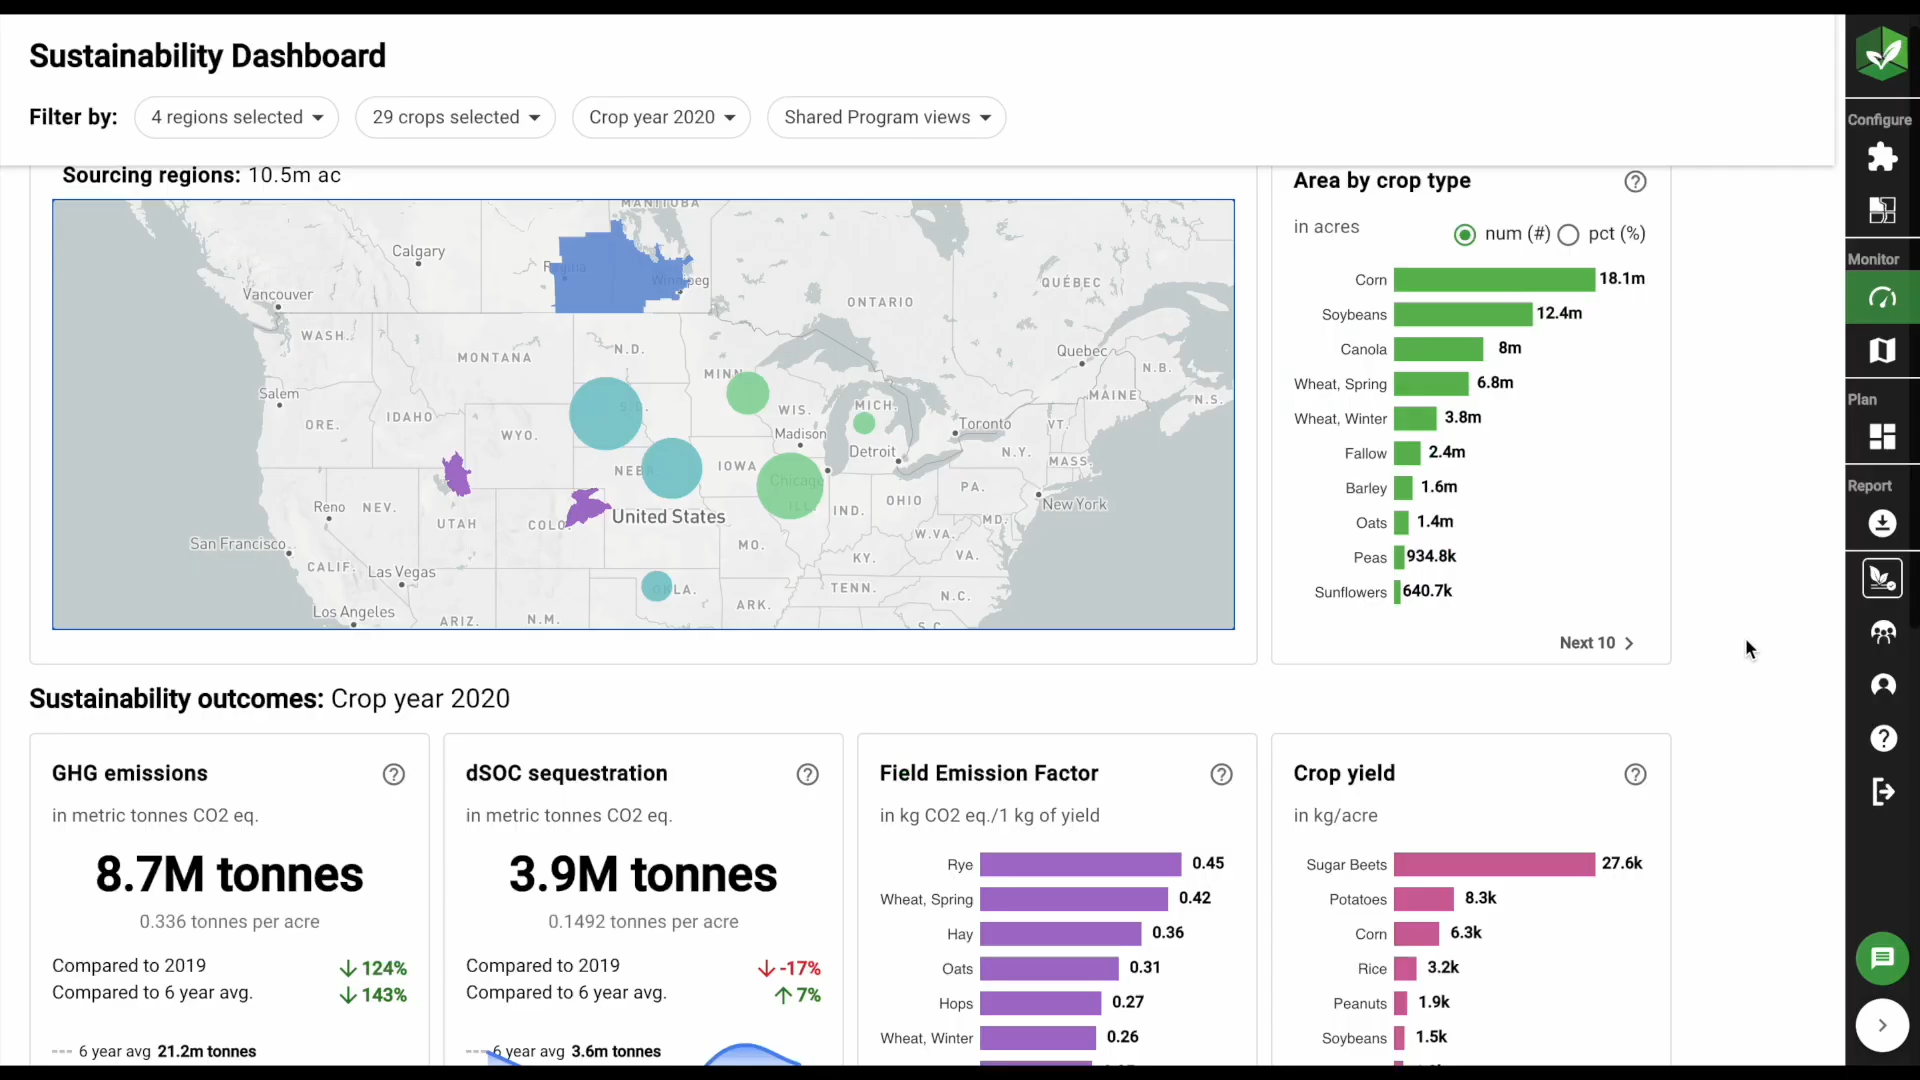 Sustainability Dashboard
Filter by:
4 regions selected
29 crops selected
Crop year 2020
Shared Program views
Sourcing regions: 10.5m ac
MANITOBA
Calgary
Regina
Winnipeg
Vancouver
ONTARIO
QUÉBEC
WASH.
MONTANA
N.D.
Quebec
N.B.
MINN.
Salem
IDAHO
S.D.
WIS.
MICH.
MAINE
N.S.
ORE.
WYO.
Madison
Toronto
VT.
Detroit
N.Y.
MASS.
NEBR.
IOWA
Chicago
PA.
Reno
NEV.
UTAH
COLO.
United States
ILL.
IND.
OHIO
MD.
New York
San Francisco
MO.
W.VA.
VA.
KY.
CALIF.
Las Vegas
OKLA.
TENN.
N.C.
Los Angeles
ARIZ.
N.M.
ARK.
S.C.
Area by crop type
in acres
num (#)
pct (%)
Corn 18.1m
Soybeans 12.4m
Canola 8m
Wheat, Spring 6.8m
Wheat, Winter 3.8m
Fallow 2.4m
Barley 1.6m
Oats 1.4m
Peas 934.8k
Sunflowers 640.7k
Next 10
Sustainability outcomes: Crop year 2020
GHG emissions
in metric tonnes CO2 eq.
8.7M tonnes
0.336 tonnes per acre
Compared to 2019 ↓ 124%
Compared to 6 year avg. ↓ 143%
6 year avg 21.2m tonnes
dSOC sequestration
in metric tonnes CO2 eq.
3.9M tonnes
0.1492 tonnes per acre
Compared to 2019 ↓ -17%
Compared to 6 year avg. ↑ 7%
6 year avg 3.6m tonnes
Field Emission Factor
in kg CO2 eq./1 kg of yield
Rye 0.45
Wheat, Spring 0.42
Hay 0.36
Oats 0.31
Hops 0.27
Wheat, Winter 0.26
Crop yield
in kg/acre
Sugar Beets 27.6k
Potatoes 8.3k
Corn 6.3k
Rice 3.2k
Peanuts 1.9k
Soybeans 1.5k
Configure
Monitor
Plan
Report